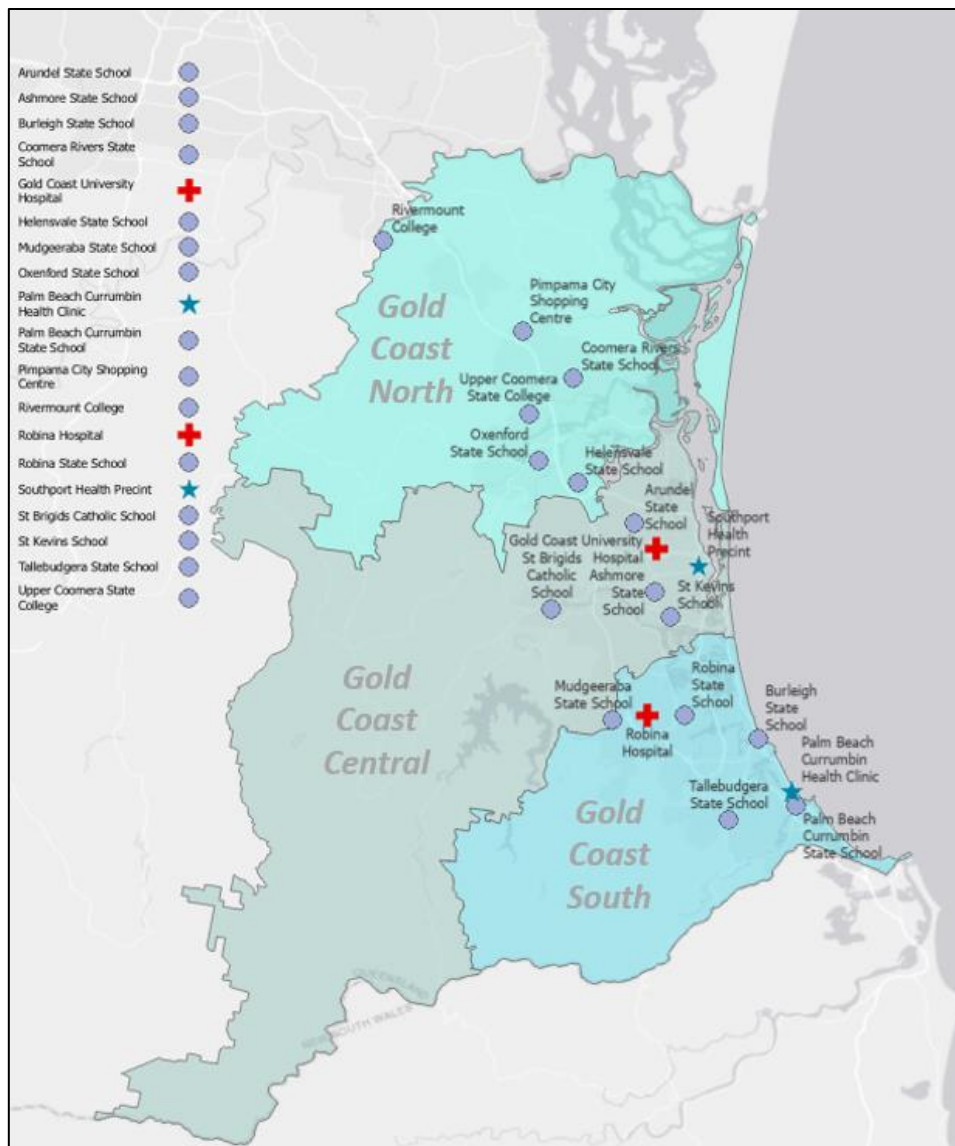 Arundel State School
Ashmore State School
Burleigh State School
Coomera Rivers State
School
Gold Coast University
Hospital
Helensvale State School
Mudgeeraba State School
Oxenford State School
Palm Beach Currumbin
Health Clinic
Palm Beach Currumbin
State School
Pimpama City Shopping
Centre
Rivermount College
Robina Hospital
Robina State School
Southport Health Precint
St Brigids Catholic School
St Kevins School
Tallebudgera State School
Upper Coomera State
College
Rivermount
College
Gold
Coast
North
Pimpama City
Shopping
Centre
Coomera Rivers
State School
Upper Coomera
State College
Oxenford
State School
Helensvale
State School
Arundel
State
School
Southport
Health
Precint
Gold Coast University
Hospital
St Brigids
Catholic
School
Ashmore
State
School
St Kevins
School
Gold
Coast
Central
Mudgeeraba
State School
Robina
State
School
Robina
Hospital
Burleigh
State
School
Palm Beach
Currumbin
Health Clinic
Tallebudgera
State School
Palm Beach
Currumbin
State School
Gold
Coast
South
QUEENSLAND
NEW SOUTH WALES